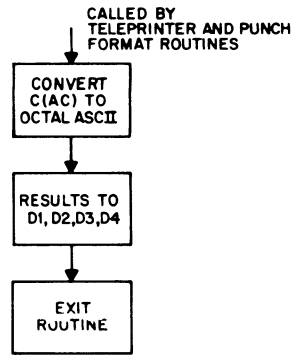 CALLED BY
TELEPRINTER AND PUNCH
FORMAT ROUTINES
CONVERT
C(AC) TO
OCTAL ASCII
RESULTS TO
D1, D2, D3, D4
EXIT
ROUTINE